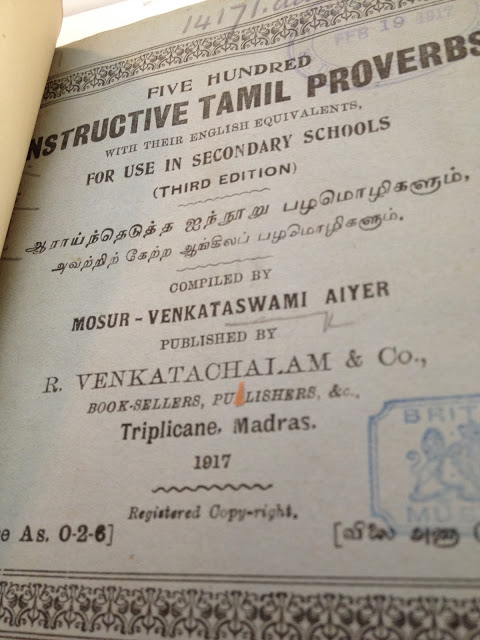 14171.
FEB 19 1917
FIVE HUNDRED
INSTRUCTIVE TAMIL PROVERBS
WITH THEIR ENGLISH EQUIVALENTS,
FOR USE IN SECONDARY SCHOOLS
(THIRD EDITION)
ஆராய்ந்தெடுத்த ஐந்நூறு பழமொழிகளும்,
அவற்றிற் கேற்ற ஆங்கிலப் பழமொழிகளும்.
COMPILED BY
MOSUR-VENKATASWAMI AIYER
PUBLISHED BY
R. VENKATACHALAM & Co.,
BOOK-SELLERS, PUBLISHERS, &c.,
Triplicane, Madras.
1917
Registered Copy-right.
e As. 0-2-6] [விலை அணா
BRIT
MUS